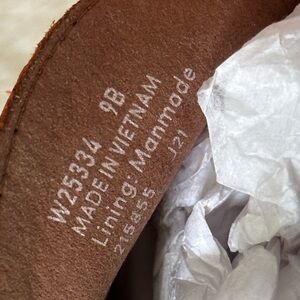 W25334 9B
MADE IN VIETNAM
Lining: Manmade
215855 J21